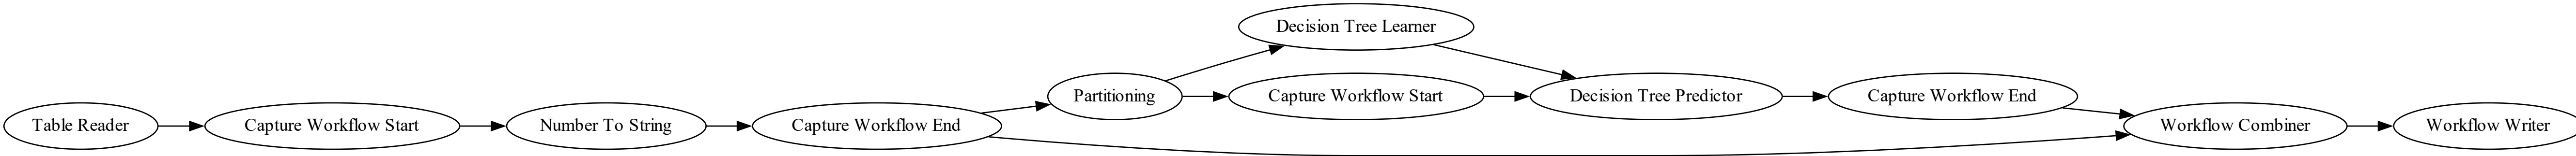 Decision Tree Learner
Partitioning
Capture Workflow Start
Decision Tree Predictor
Capture Workflow End
Table Reader
Capture Workflow Start
Number To String
Capture Workflow End
Workflow Combiner
Workflow Writer